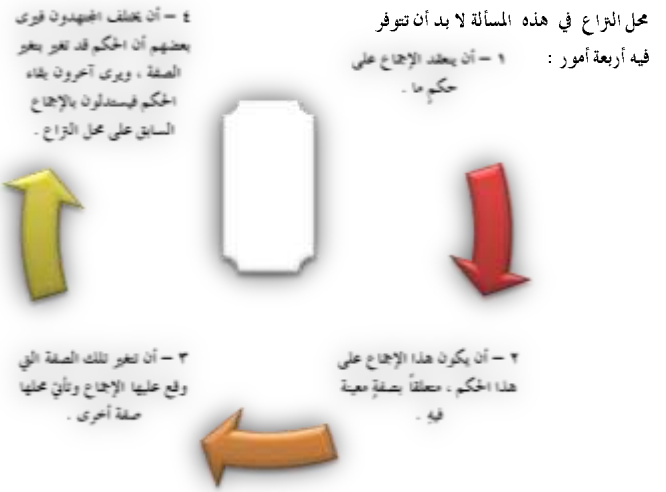 محل النزاع في هذه المسألة لا بد أن تتوفر
فيه أربعة أمور :
١ – أن ينعقد الإجماع على
حكمٍ ما .
٢ – أن يكون هذا الإجماع على
هذا الحكم ، متعلقاً بصفةٍ معينة
فيه .
٣ – أن تتغير تلك الصفة التي
وقع عليها الإجماع وتأتي محلها
صفة أخرى .
٤ – أن يختلف المجتهدون فيرى
بعضهم أن الحكم قد تغير بتغير
الصفة ، ويرى آخرون بقاء
الحكم فيستدلون بالإجماع
السابق على محل النزاع .